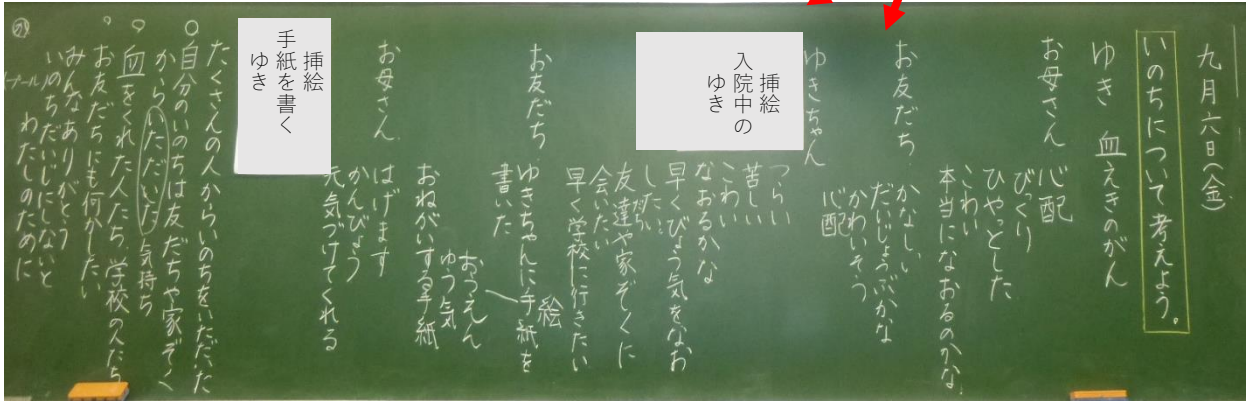 九月六日(金)
いのちについて考えよう。
ゆき 血えきのがん
お母さん
心配
びっくり
ひやっとした
こわい
本当になおるのかな
お友だち
かなしい
だいじょうぶかな
かわいそう
心配
ゆきちゃん
つらい
苦しい
こわい
なおるかな
早くびょう気をなお
したい
友達や家ぞくに
会いたい
早く学校に行きたい
挿絵
入院中の
ゆき
お友だち
ゆきちゃんに手紙を
書いた
絵
おうえん
ゆう気
おねがいする手紙
お母さん
はげます
かんびょう
元気づけてくれる
挿絵
手紙を書く
ゆき
たくさんの人からいのちをいただいた
○自分のいのちは友だちや家ぞく
からいただいた気持ち
○血をくれた人たち、学校の人たち
○お友だちにも何かしたい
みんなありがとう
いのちだいじにしないと
わたしのために
(プール)